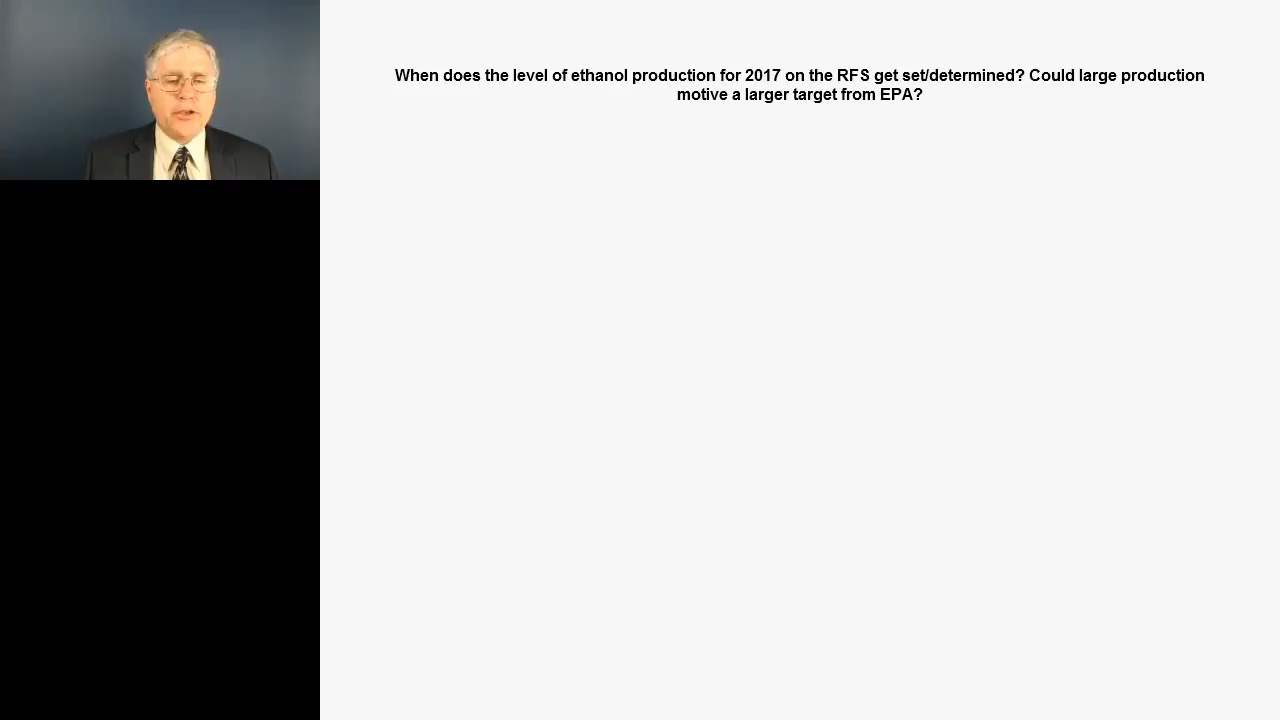 When does the level of ethanol production for 2017 on the RFS get set/determined? Could large production
motive a larger target from EPA?